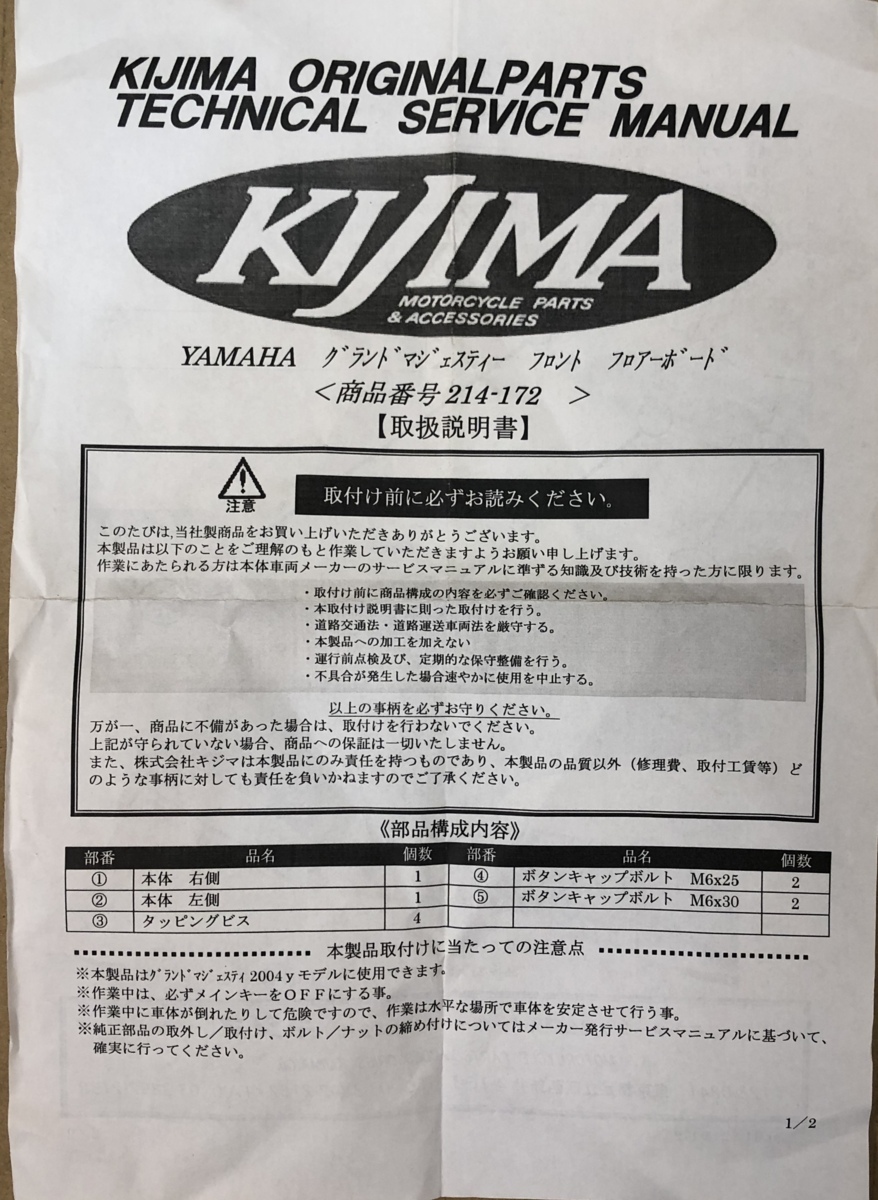 KIJIMA ORIGINALPARTS
TECHNICAL SERVICE MANUAL
KIJIMA
MOTORCYCLE PARTS
& ACCESSORIES
YAMAHA ｸﾞﾗﾝﾄﾞﾏｼﾞｪｽﾃｨｰ ﾌﾛﾝﾄ ﾌﾛｱｰﾎﾞｰﾄﾞ
＜商品番号214-172 ＞
【取扱説明書】
注意
取付け前に必ずお読みください。
このたびは,当社製商品をお買い上げいただきありがとうございます。
本製品は以下のことをご理解のもと作業していただきますようお願い申し上げます。
作業にあたられる方は本体車両メーカーのサービスマニュアルに準ずる知識及び技術を持った方に限ります。
・取付け前に商品構成の内容を必ずご確認ください。
・本取付け説明書に則った取付けを行う。
・道路交通法・道路運送車両法を厳守する。
・本製品への加工を加えない
・運行前点検及び、定期的な保守整備を行う。
・不具合が発生した場合速やかに使用を中止する。
以上の事柄を必ずお守りください。
万が一、商品に不備があった場合は、取付けを行わないでください。
上記が守られていない場合、商品への保証は一切いたしません。
また、株式会社キジマは本製品にのみ責任を持つものであり、本製品の品質以外（修理費、取付工賃等）ど
のような事柄に対しても責任を負いかねますのでご了承ください。
《部品構成内容》
部番 品名 個数 部番 品名 個数
① 本体 右側 1 ④ ボタンキャップボルト M6x25 2
② 本体 左側 1 ⑤ ボタンキャップボルト M6x30 2
③ タッピングビス 4
本製品取付けに当たっての注意点
※本製品はｸﾞﾗﾝﾄﾞﾏｼﾞｪｽﾃｨ2004ｙモデルに使用できます。
※作業中は、必ずメインキーをＯＦＦにする事。
※作業中に車体が倒れたりして危険ですので、作業は水平な場所で車体を安定させて行う事。
※純正部品の取外し／取付け、ボルト／ナットの締め付けについてはメーカー発行サービスマニュアルに基づいて、
確実に行ってください。
1／2